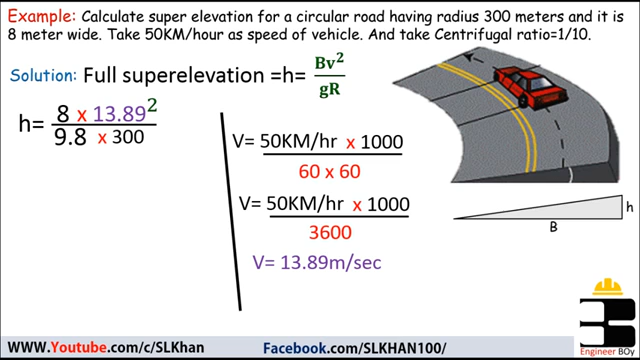 Example: Calculate super elevation for a circular road having radius 300 meters and it is
8 meter wide. Take 50KM/hour as speed of vehicle. And take Centrifugal ratio=1/10.
Solution: Full superelevation =h= Bv²/gR
h= 8 x 13.89²
9.8 x 300
V= 50KM/hr x 1000
60 x 60
V= 50KM/hr x 1000
3600
V= 13.89m/sec
h
B
WWW.Youtube.com/c/SLKhan
Facebook.com/SLKHAN100/
Engineer BOy